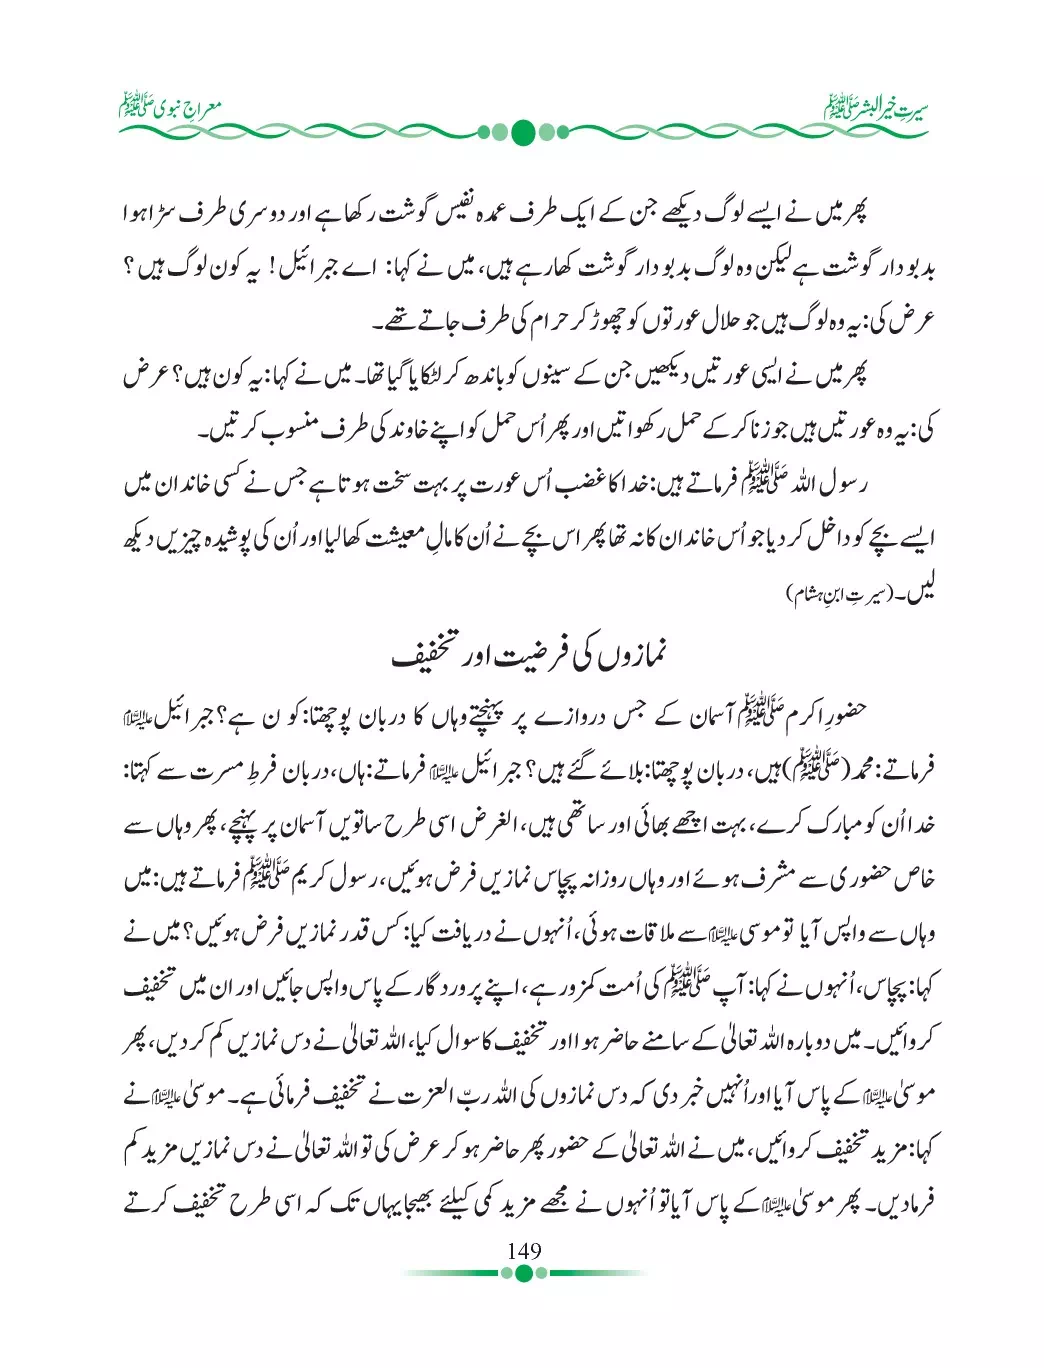 سیرتِ خیر البشر ﷺ
معراجِ نبوی ﷺ
پھر میں نے ایسے لوگ دیکھے جن کے ایک طرف عمدہ نفیس گوشت رکھا ہے اور دوسری طرف سڑا ہوا
بدبودار گوشت ہے لیکن وہ لوگ بدبودار گوشت کھا رہے ہیں، میں نے کہا: اے جبرائیل! یہ کون لوگ ہیں ؟
عرض کی: یہ وہ لوگ ہیں جو حلال عورتوں کو چھوڑ کر حرام کی طرف جاتے تھے۔
پھر میں نے ایسی عورتیں دیکھیں جن کے سینوں کو باندھ کر لٹکایا گیا تھا۔ میں نے کہا: یہ کون ہیں؟ عرض
کی: یہ وہ عورتیں ہیں جو زنا کر کے حمل رکھواتیں اور پھر اُس حمل کو اپنے خاوند کی طرف منسوب کرتیں۔
رسول اللہ ﷺ فرماتے ہیں: خدا کا غضب اُس عورت پر بہت سخت ہوتا ہے جس نے کسی خاندان میں
ایسے بچے کو داخل کر دیا جو اُس خاندان کا نہ تھا پھر اس بچے نے اُن کا مالِ معیشت کھا لیا اور اُن کی پوشیدہ چیزیں دیکھ
لیں۔ (سیرتِ ابنِ ہشام)
نمازوں کی فرضیت اور تخفیف
حضورِ اکرم ﷺ آسمان کے جس دروازے پر پہنچتے وہاں کا دربان پوچھتا: کو ن ہے؟ جبرائیل علیہ السلام
فرماتے: محمد (ﷺ) ہیں، دربان پوچھتا: بلائے گئے ہیں؟ جبرائیل علیہ السلام فرماتے: ہاں، دربان فرطِ مسرت سے کہتا:
خدا اُن کو مبارک کرے، بہت اچھے بھائی اور ساتھی ہیں، الغرض اسی طرح ساتویں آسمان پر پہنچے، پھر وہاں سے
خاص حضوری سے مشرف ہوئے اور وہاں روزانہ پچاس نمازیں فرض ہوئیں، رسول کریم ﷺ فرماتے ہیں: میں
وہاں سے واپس آیا تو موسی علیہ السلام سے ملاقات ہوئی، اُنہوں نے دریافت کیا: کس قدر نمازیں فرض ہوئیں؟ میں نے
کہا: پچاس، اُنہوں نے کہا: آپ ﷺ کی اُمت کمزور ہے، اپنے پروردگار کے پاس واپس جائیں اور ان میں تخفیف
کروائیں۔ میں دوبارہ اللہ تعالیٰ کے سامنے حاضر ہوا اور تخفیف کا سوال کیا، اللہ تعالیٰ نے دس نمازیں کم کر دیں، پھر
موسیٰ علیہ السلام کے پاس آیا اور اُنہیں خبر دی کہ دس نمازوں کی اللہ ربّ العزت نے تخفیف فرمائی ہے۔ موسیٰ علیہ السلام نے
کہا: مزید تخفیف کروائیں، میں نے اللہ تعالیٰ کے حضور پھر حاضر ہو کر عرض کی تو اللہ تعالیٰ نے دس نمازیں مزید کم
فرمادیں۔ پھر موسیٰ علیہ السلام کے پاس آیا تو اُنہوں نے مجھے مزید کمی کیلئے بھیجا یہاں تک کہ اسی طرح تخفیف کرتے
149